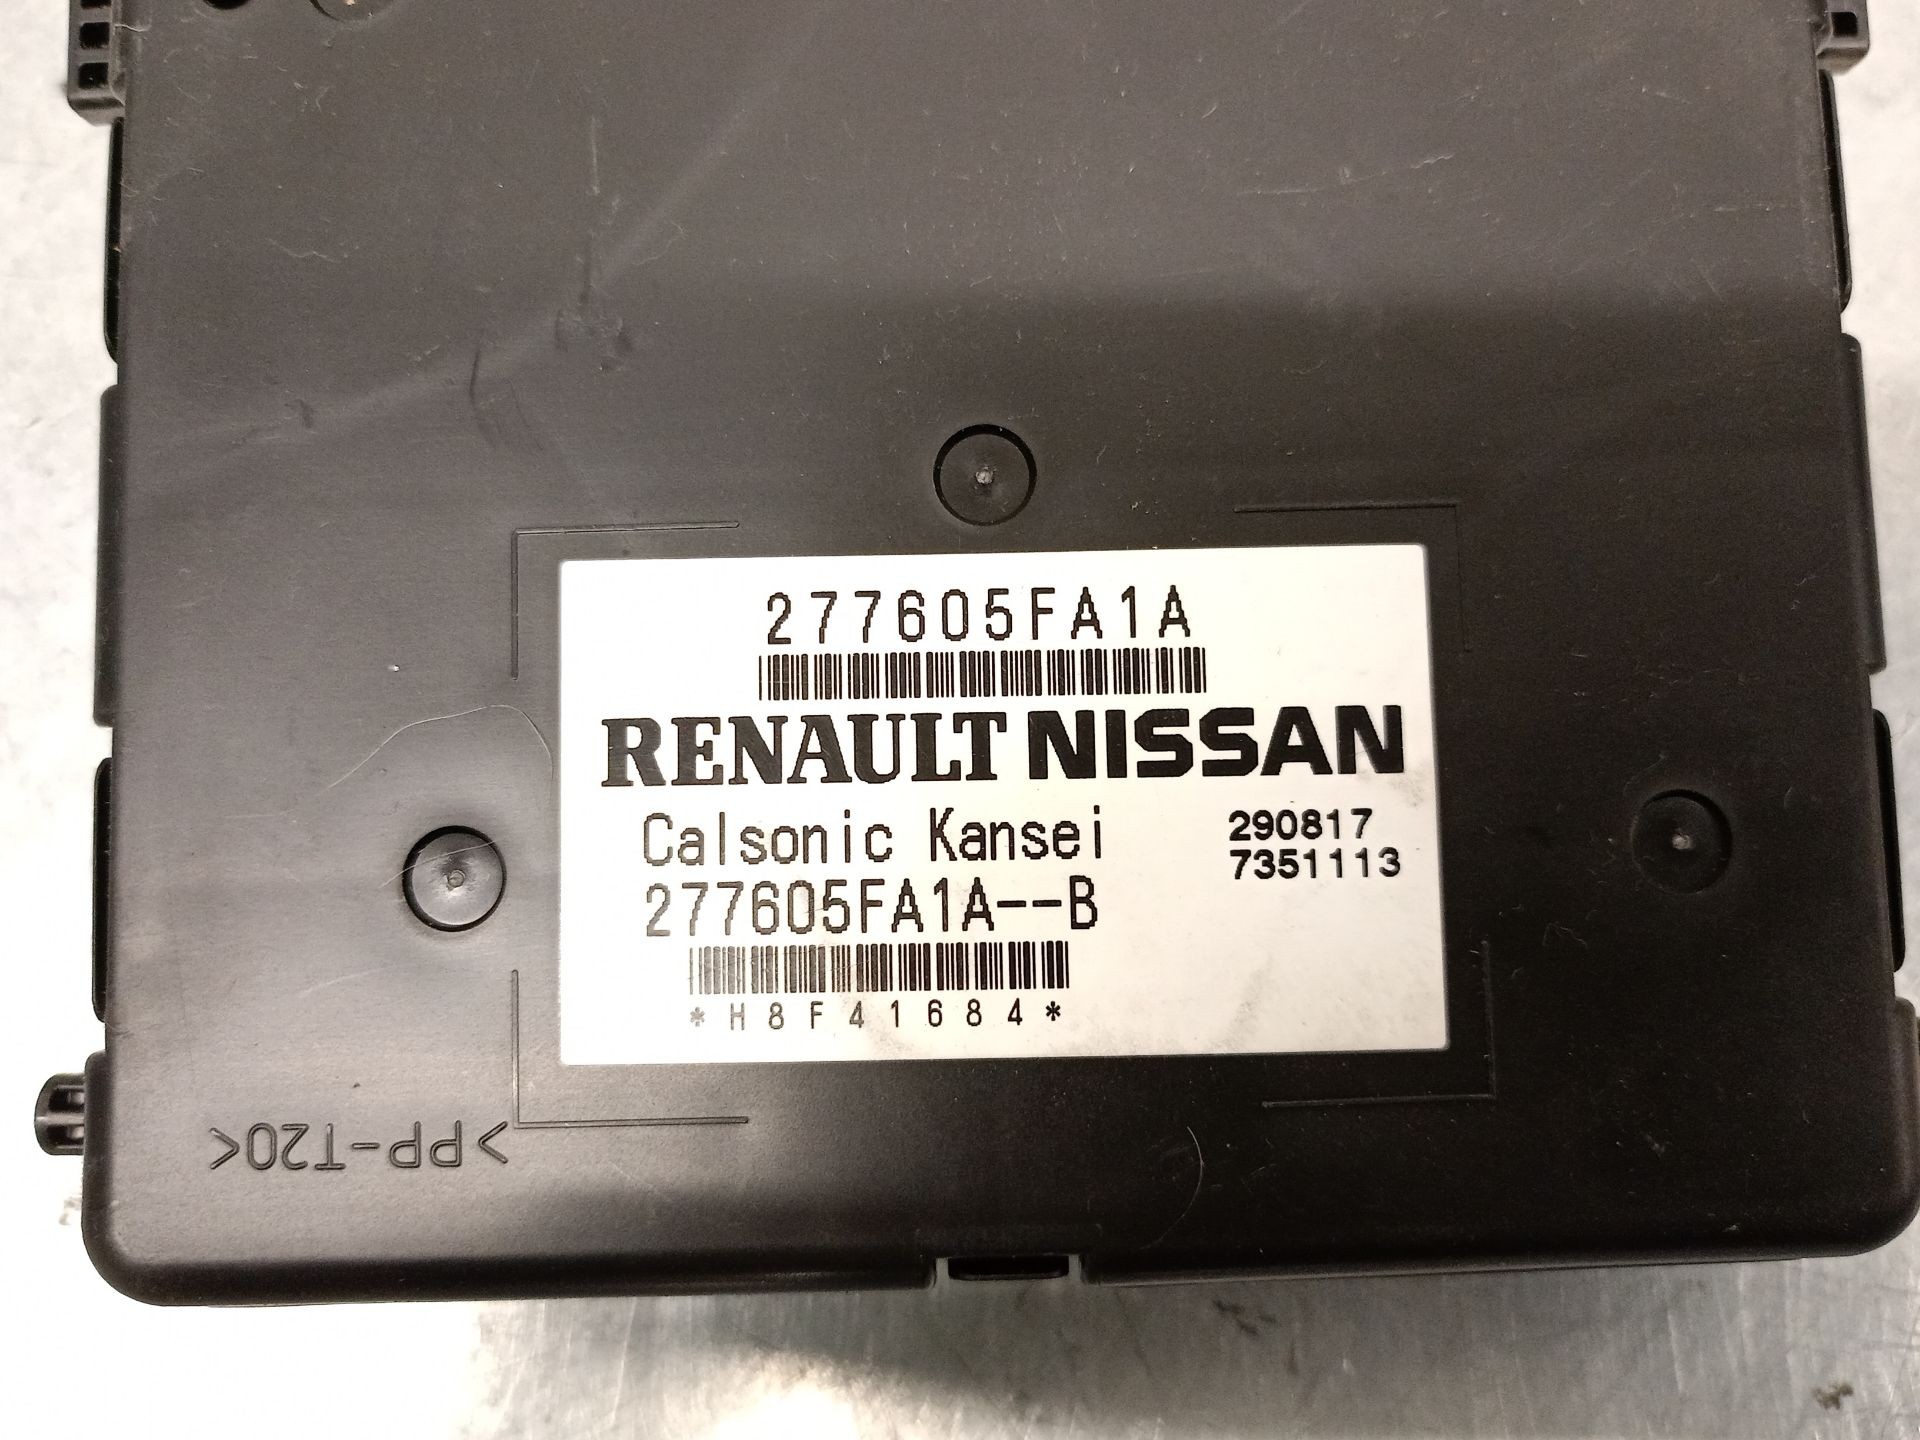 277605FA1A
RENAULT NISSAN
Calsonic Kansei
290817
7351113
277605FA1A--B
*H8F41684*
>PP-T20<